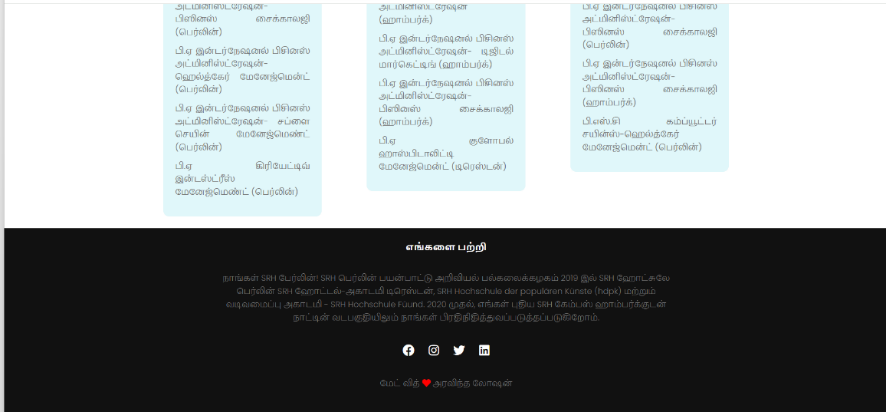 அட்மினிஸ்ட்ரேஷன்-
பிஸினஸ் சைக்காலஜி
(பெர்லின்)
பி.ஏ இன்டர்நேஷனல் பிசினஸ்
அட்மினிஸ்ட்ரேஷன்-
ஹெல்த்கேர் மேனேஜ்மென்ட்
(பெர்லின்)
பி.ஏ இன்டர்நேஷனல் பிசினஸ்
அட்மினிஸ்ட்ரேஷன்- சப்ளை
செயின் மேனேஜ்மெண்ட்
(பெர்லின்)
பி.ஏ கிரியேட்டிவ்
இன்டஸ்ட்ரீஸ்
மேனேஜ்மெண்ட் (பெர்லின்)
அட்மினிஸ்ட்ரேஷன்
(ஹாம்பர்க்)
பி.ஏ இன்டர்நேஷனல் பிசினஸ்
அட்மினிஸ்ட்ரேஷன்- டிஜிடல்
மார்கெட்டிங் (ஹாம்பர்க்)
பி.ஏ இன்டர்நேஷனல் பிசினஸ்
அட்மினிஸ்ட்ரேஷன்-
பிஸினஸ் சைக்காலஜி
(ஹாம்பர்க்)
பி.ஏ குளோபல்
ஹாஸ்பிடாலிட்டி
மேனேஜ்மென்ட் (டிரெஸ்டன்)
பி.ஏ இன்டர்நேஷனல் பிசினஸ்
அட்மினிஸ்ட்ரேஷன்-
பிஸினஸ் சைக்காலஜி
(பெர்லின்)
பி.ஏ இன்டர்நேஷனல் பிசினஸ்
அட்மினிஸ்ட்ரேஷன்-
பிஸினஸ் சைக்காலஜி
(ஹாம்பர்க்)
பி.எஸ்.சி கம்ப்யூட்டர்
சயின்ஸ்-ஹெல்த்கேர்
மேனேஜ்மென்ட் (பெர்லின்)
எங்களை பற்றி
நாங்கள் SRH பேர்லின்! SRH பெர்லின் பயன்பாட்டு அறிவியல் பல்கலைக்கழகம் 2019 இல் SRH ஹோட்சுலே
பெர்லின் SRH ஹோட்டல்-அகாடமி டிரெஸ்டன், SRH Hochschule der populären Künste (hdpk) மற்றும்
வடிவமைப்பு அகாடமி - SRH Hochschule Fuund. 2020 முதல், எங்கள் புதிய SRH கேம்பஸ் ஹாம்பர்க்குடன்
நாட்டின் வடபகுதியிலும் நாங்கள் பிரதிநிதித்துவப்படுத்தப்படுகிறோம்.
மேட் வித் ❤ அரவிந்த லோஷன்